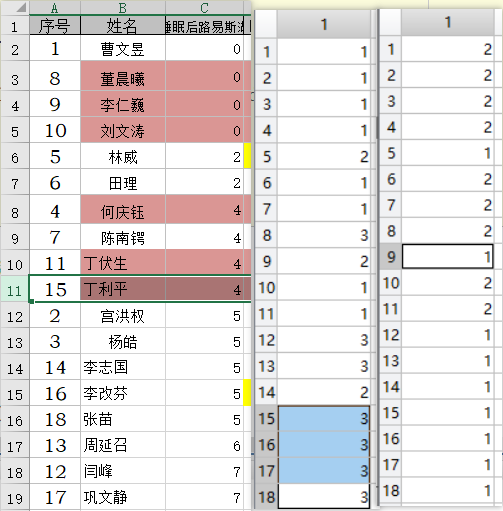 A B C
1 序号 姓名 睡眠后路易斯
2 1 曹文昱 0
3 8 董晨曦 0
4 9 李仁巍 0
5 10 刘文涛 0
6 5 林威 2
7 6 田理 2
8 4 何庆钰 4
9 7 陈南锷 4
10 11 丁伏生 4
11 15 丁利平 4
12 2 宫洪权 5
13 3 杨皓 5
14 14 李志国 5
15 16 李改芬 5
16 18 张苗 5
17 13 周延召 6
18 12 闫峰 7
19 17 巩文静 7
1
1 1
2 1
3 1
4 1
5 2
6 1
7 1
8 3
9 2
10 1
11 1
12 3
13 3
14 2
15 3
16 3
17 3
18 3
1
1 2
2 2
3 2
4 2
5 1
6 2
7 2
8 2
9 1
10 2
11 2
12 1
13 1
14 1
15 1
16 1
17 1
18 1